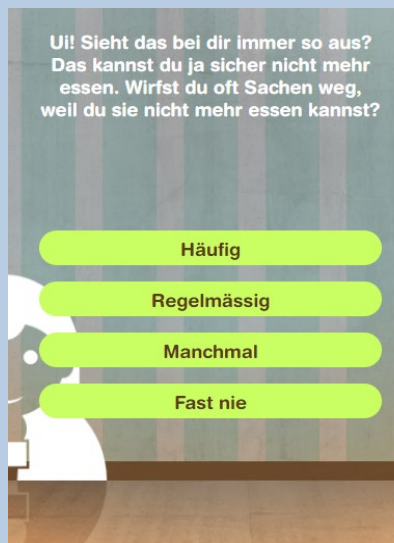 Ui! Sieht das bei dir immer so aus?
Das kannst du ja sicher nicht mehr
essen. Wirfst du oft Sachen weg,
weil du sie nicht mehr essen kannst?
Häufig
Regelmässig
Manchmal
Fast nie